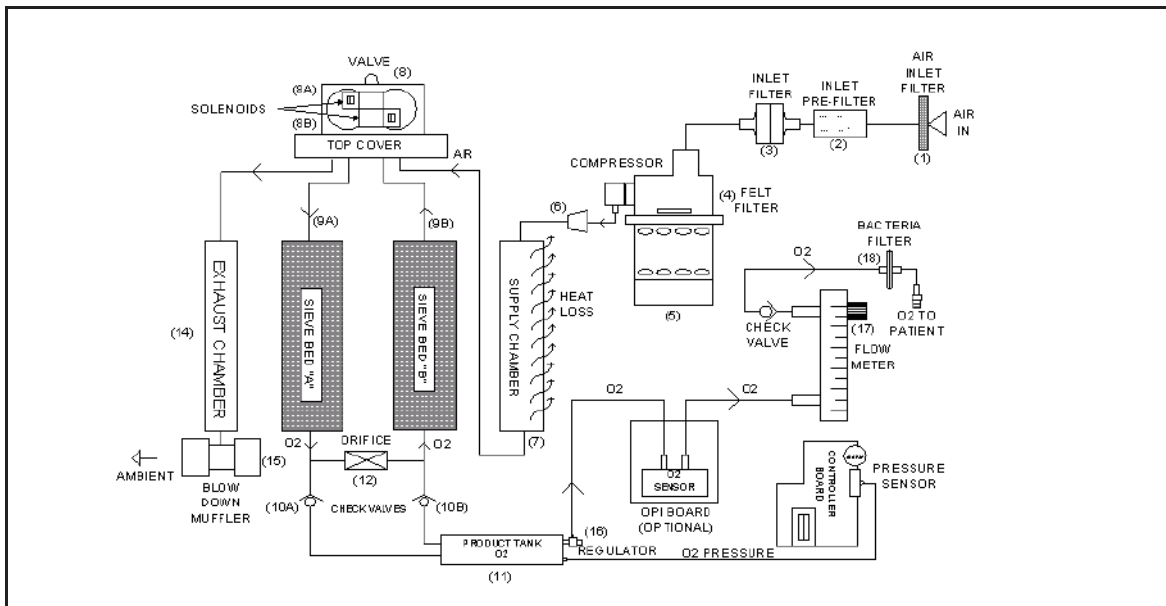 VALVE
(8)
(8A)
SOLENOIDS
(8B)
TOP COVER
AIR
AIR
INLET
FILTER
INLET
FILTER
INLET
PRE-FILTER
AIR
IN
(1)
(2)
(3)
COMPRESSOR
(4) FELT
FILTER
(5)
(6)
(9A)
(9B)
EXHAUST CHAMBER
(14)
SIEVE BED "A"
SIEVE BED "B"
SUPPLY CHAMBER
HEAT
LOSS
(7)
BACTERIA
FILTER
(18)
O2
O2 TO
PATIENT
CHECK
VALVE
(17)
FLOW
METER
O2
O2
O2
ORIFICE
O2
(12)
AMBIENT
(15)
BLOW
DOWN
MUFFLER
(10A)
CHECK VALVES
(10B)
O2
SENSOR
OPI BOARD
(OPTIONAL)
CONTROLLER
BOARD
PRESSURE
SENSOR
(16)
REGULATOR
PRODUCT TANK
O2
(11)
O2 PRESSURE